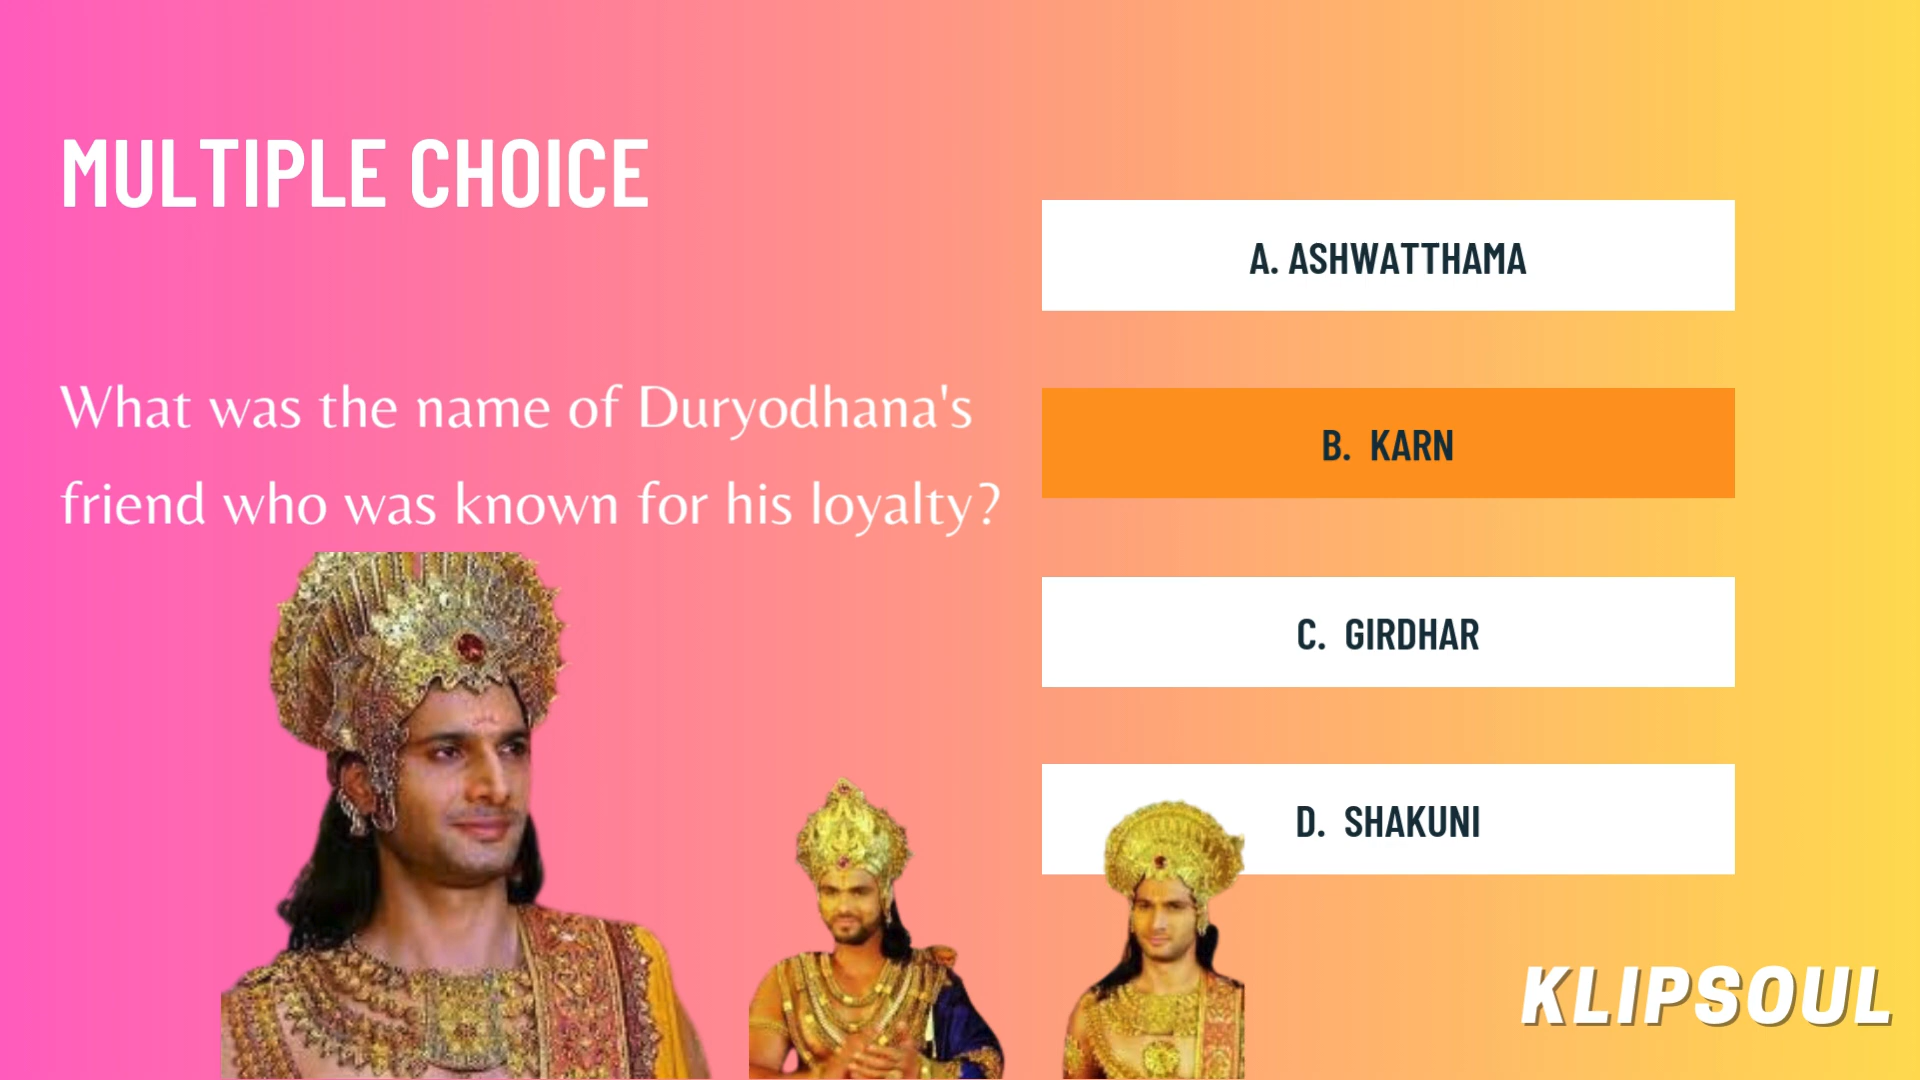 MULTIPLE CHOICE
What was the name of Duryodhana's
friend who was known for his loyalty?
A. ASHWATTHAMA
B. KARN
C. GIRDHAR
D. SHAKUNI
KLIPSOUL